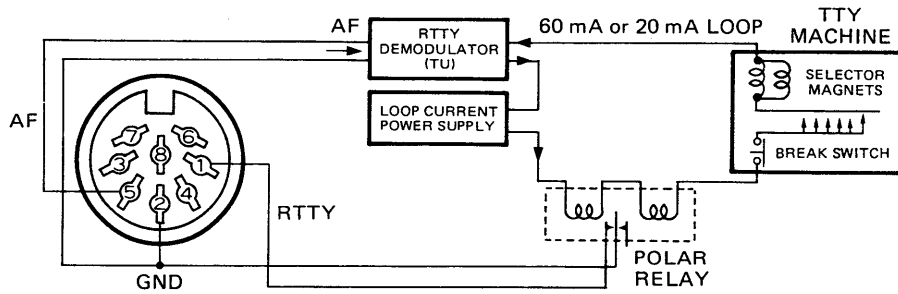 AF
60 mA or 20 mA LOOP
TTY
MACHINE
RTTY
DEMODULATOR
(TU)
SELECTOR
MAGNETS
LOOP CURRENT
POWER SUPPLY
BREAK SWITCH
AF
7
6
8
3
1
5
4
2
RTTY
GND
POLAR
RELAY